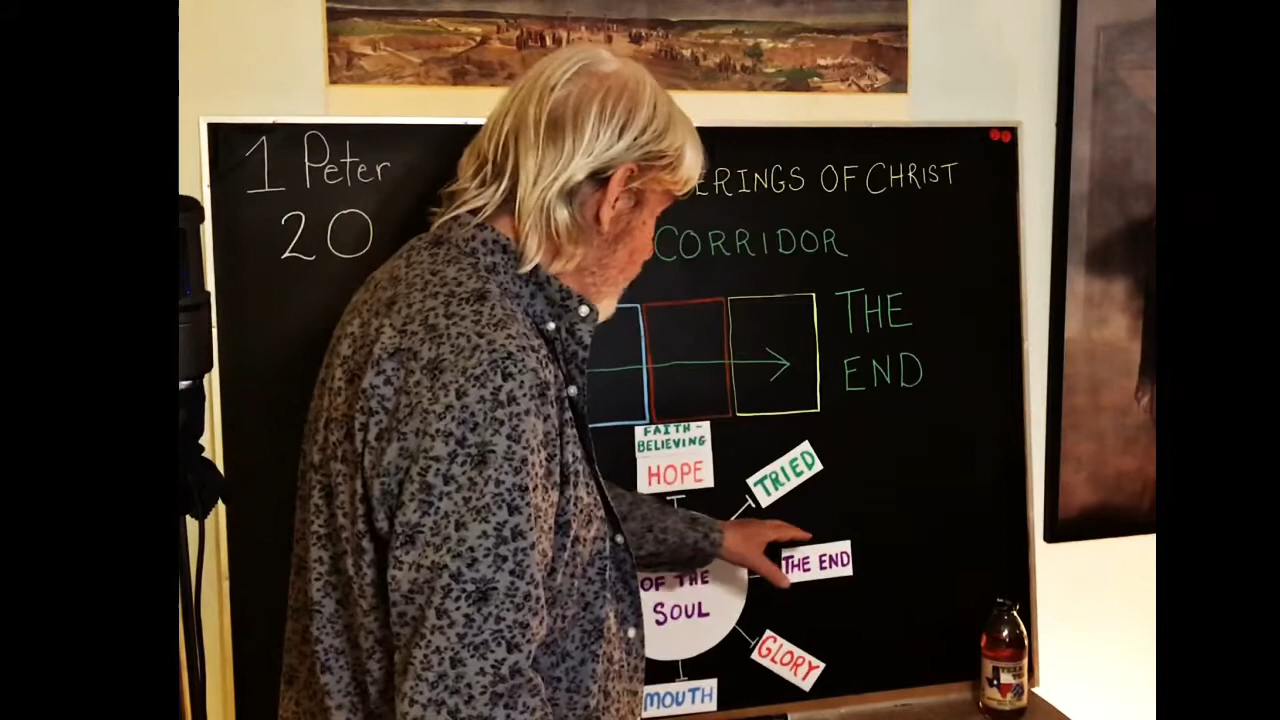 1 Peter
20
ERINGS OF CHRIST
CORRIDOR
THE
END
FAITH-
BELIEVING
HOPE
TRIED
THE END
OF THE
SOUL
GLORY
MOUTH